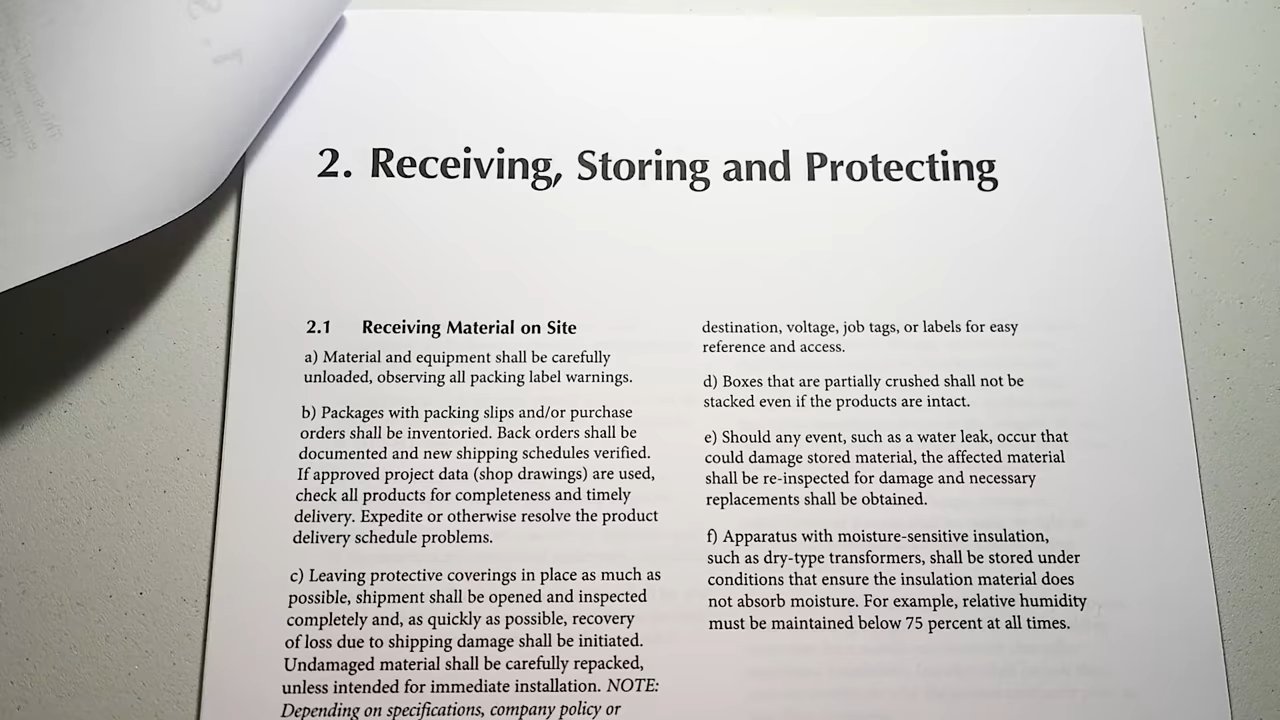 2. Receiving, Storing and Protecting
2.1 Receiving Material on Site
a) Material and equipment shall be carefully
unloaded, observing all packing label warnings.
b) Packages with packing slips and/or purchase
orders shall be inventoried. Back orders shall be
documented and new shipping schedules verified.
If approved project data (shop drawings) are used,
check all products for completeness and timely
delivery. Expedite or otherwise resolve the product
delivery schedule problems.
c) Leaving protective coverings in place as much as
possible, shipment shall be opened and inspected
completely and, as quickly as possible, recovery
of loss due to shipping damage shall be initiated.
Undamaged material shall be carefully repacked,
unless intended for immediate installation. NOTE:
Depending on specifications, company policy or
destination, voltage, job tags, or labels for easy
reference and access.
d) Boxes that are partially crushed shall not be
stacked even if the products are intact.
e) Should any event, such as a water leak, occur that
could damage stored material, the affected material
shall be re-inspected for damage and necessary
replacements shall be obtained.
f) Apparatus with moisture-sensitive insulation,
such as dry-type transformers, shall be stored under
conditions that ensure the insulation material does
not absorb moisture. For example, relative humidity
must be maintained below 75 percent at all times.